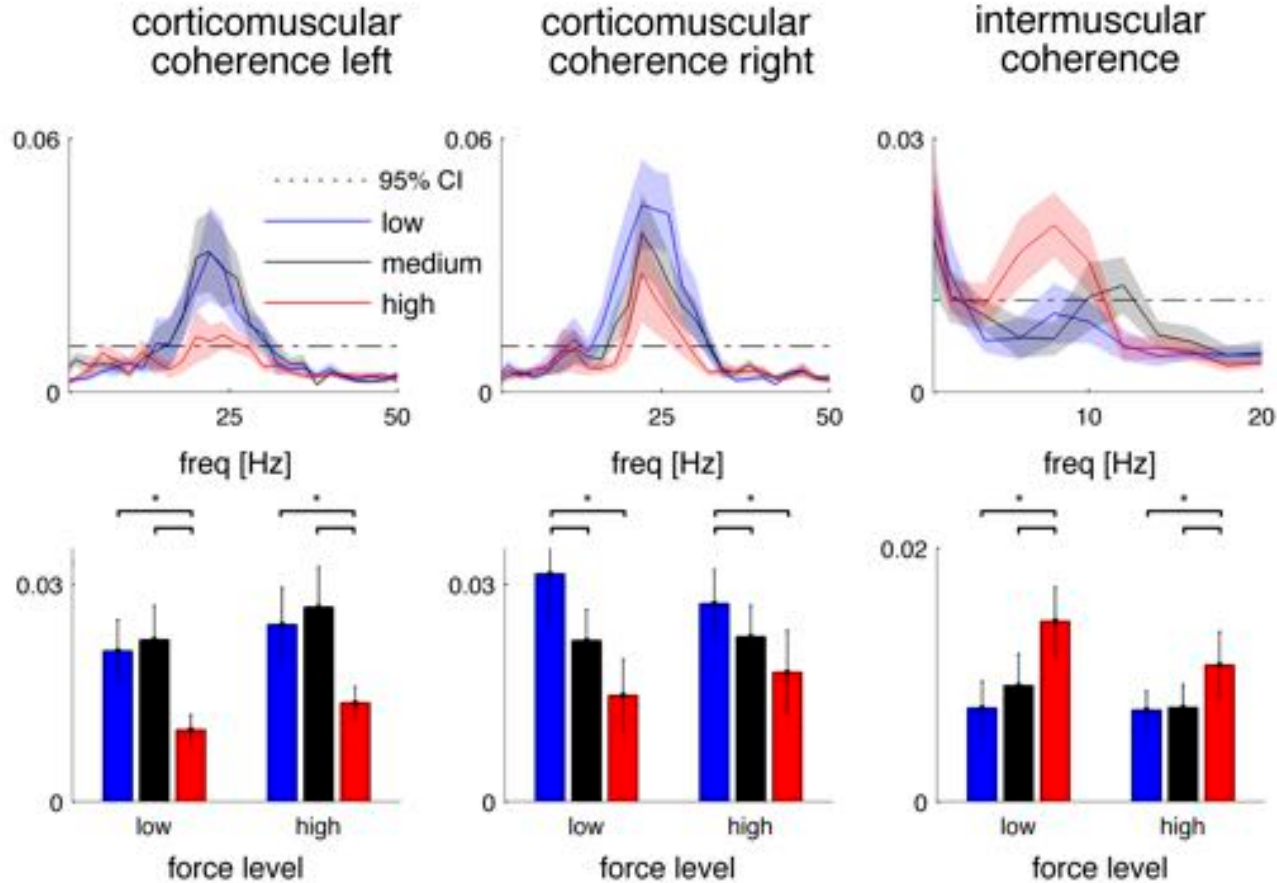 corticomuscular
coherence left
corticomuscular
coherence right
intermuscular
coherence
0.06
95% CI
low
medium
high
0
25
50
freq [Hz]
0.06
0
25
50
freq [Hz]
0.03
0
10
20
freq [Hz]
* *
0.03
0
low high
force level
* *
0.03
0
low high
force level
* *
0.02
0
low high
force level